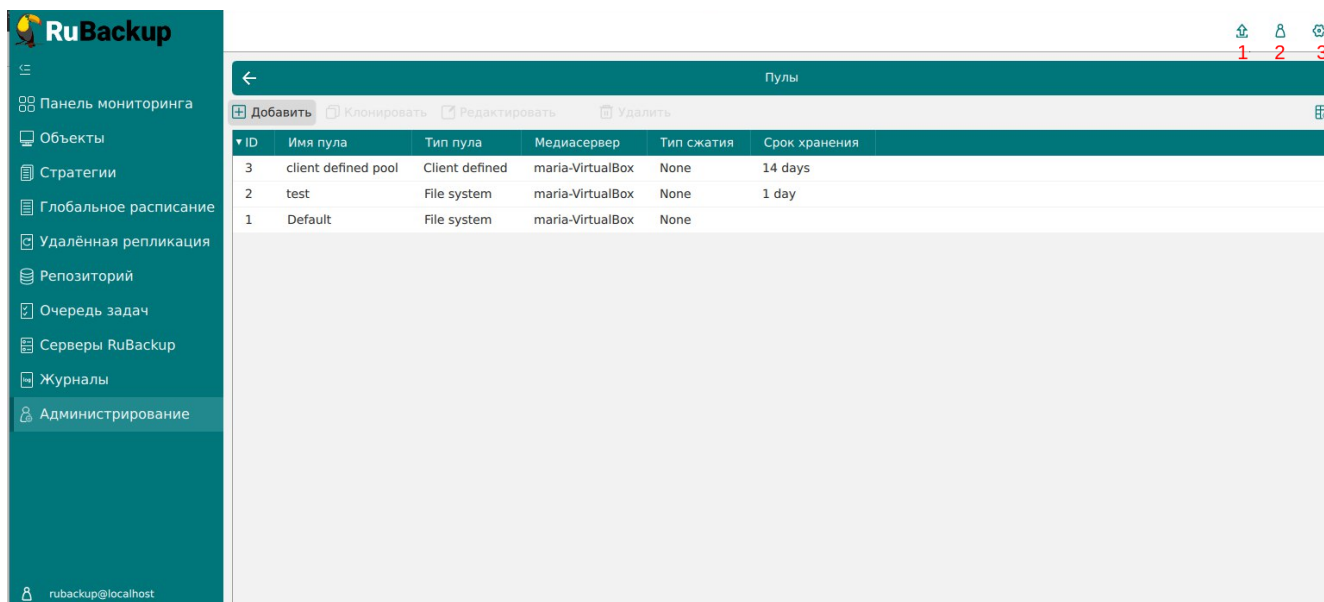 RuBackup
1 2 3
Пулы
Панель мониторинга
Добавить Клонировать Редактировать Удалить
Объекты
ID Имя пула Тип пула Медиасервер Тип сжатия Срок хранения
3 client defined pool Client defined maria-VirtualBox None 14 days
Стратегии
2 test File system maria-VirtualBox None 1 day
Глобальное расписание
1 Default File system maria-VirtualBox None
Удалённая репликация
Репозиторий
Очередь задач
Серверы RuBackup
Журналы
Администрирование
rubackup@localhost